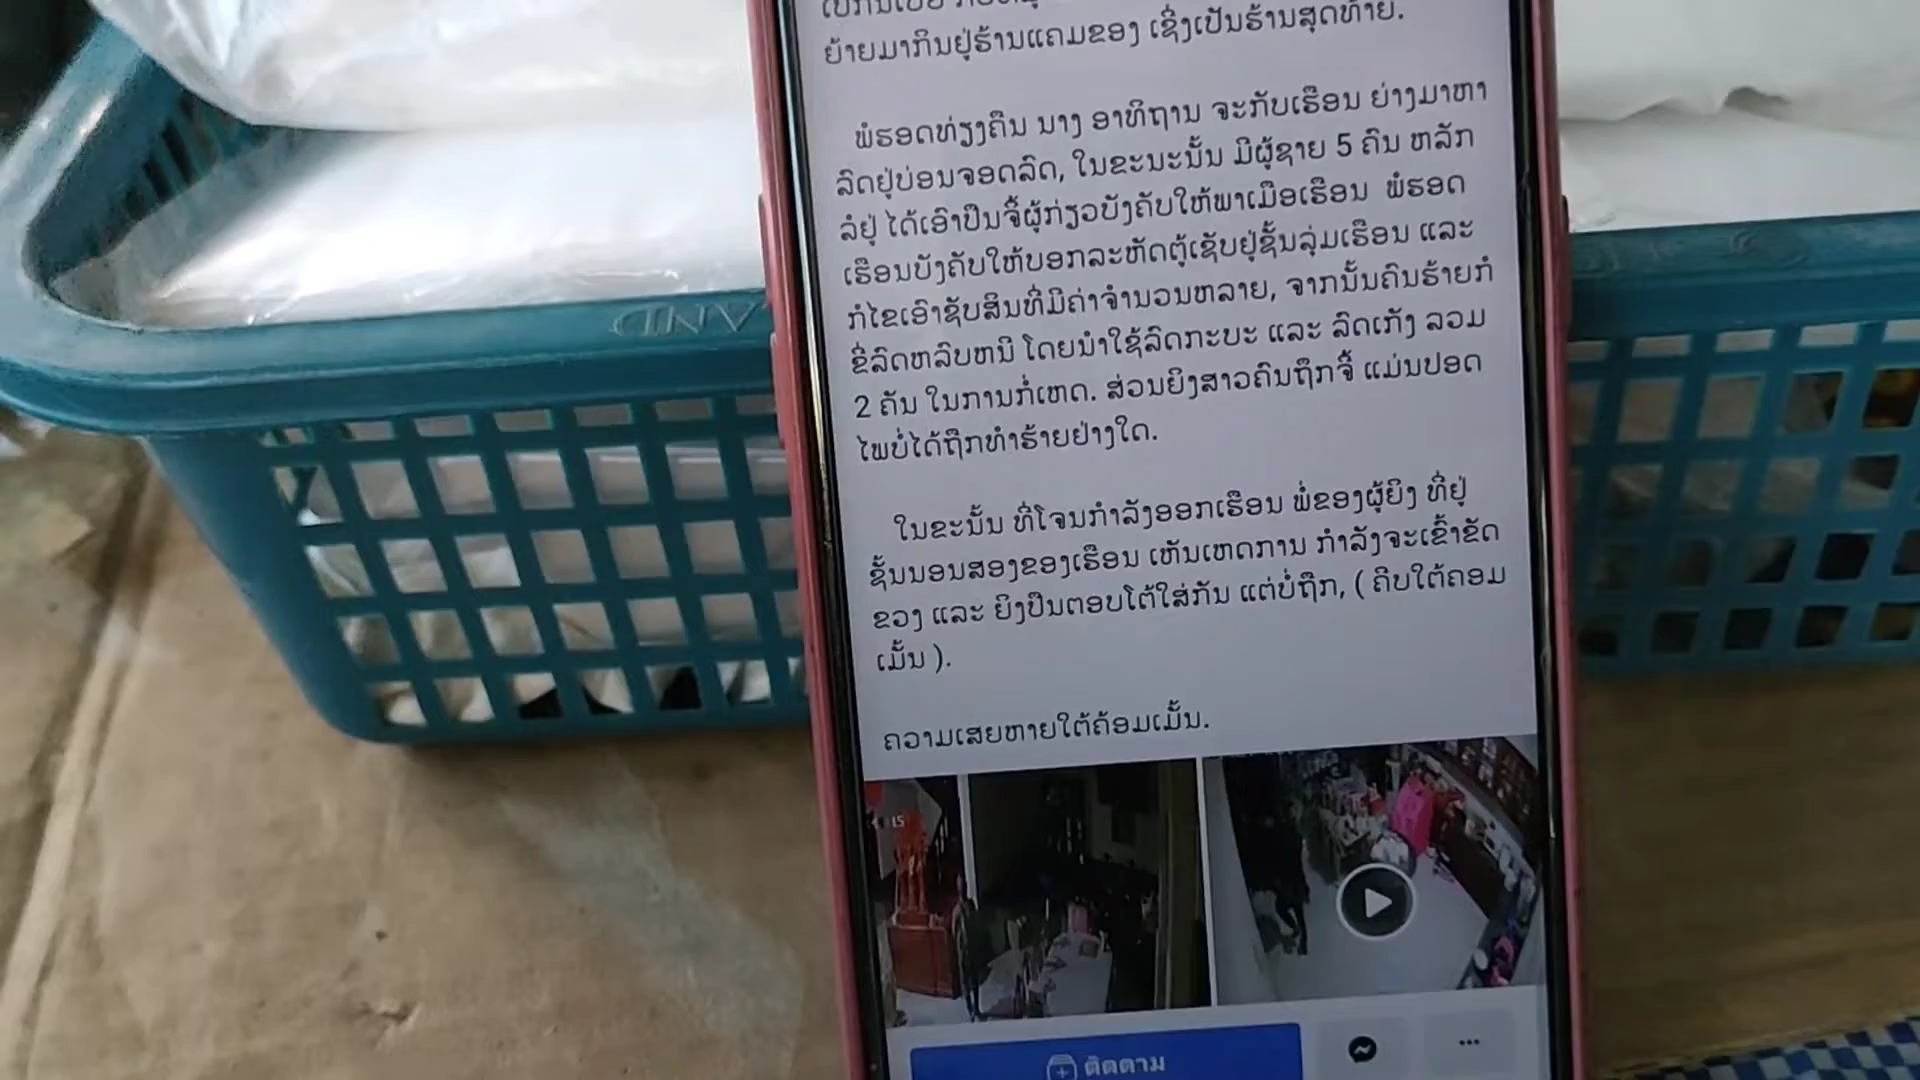 ຍ້າຍມາກິນຢູ່ຮ້ານແຄມຂອງ ເຊິ່ງເປັນຮ້ານສຸດທ້າຍ.
ພໍຮອດທ່ຽງຄືນ ນາງ ອາທິຖານ ຈະກັບເຮືອນ ຍ່າງມາຫາ
ລົດຢູ່ບ່ອນຈອດລົດ, ໃນຂະນະນັ້ນ ມີຜູ້ຊາຍ 5 ຄົນ ຫລັກ
ລໍຢູ່ ໄດ້ເອົາປືນຈີ້ຜູ້ກ່ຽວບັງຄັບໃຫ້ພາເມືອເຮືອນ ພໍຮອດ
ເຮືອນບັງຄັບໃຫ້ບອກລະຫັດຕູ້ເຊັບຢູ່ຊັ້ນລຸ່ມເຮືອນ ແລະ
ກໍໄຂເອົາຊັບສິນທີ່ມີຄ່າຈຳນວນຫລາຍ, ຈາກນັ້ນຄົນຮ້າຍກໍ
ຂີ່ລົດຫລົບຫນີ ໂດຍນຳໃຊ້ລົດກະບະ ແລະ ລົດເກັງ ລວມ
2 ຄັນ ໃນການກໍ່ເຫດ. ສ່ວນຍິງສາວຄົນຖືກຈີ້ ແມ່ນປອດ
ໄພບໍ່ໄດ້ຖືກທຳຮ້າຍຢ່າງໃດ.
ໃນຂະນັ້ນ ທີ່ໂຈນກຳລັງອອກເຮືອນ ພໍ່ຂອງຜູ້ຍິງ ທີ່ຢູ່
ຊັ້ນນອນສອງຂອງເຮືອນ ເຫັນເຫດການ ກຳລັງຈະເຂົ້າຂັດ
ຂວງ ແລະ ຍິງປືນຕອບໂຕ້ໃສ່ກັນ ແຕ່ບໍ່ຖືກ, ( ຄີບໃຕ້ຄອມ
ເມັ້ນ ).
ຄວາມເສຍຫາຍໃຕ້ຄ້ອມເມັ້ນ.
ติดตาม